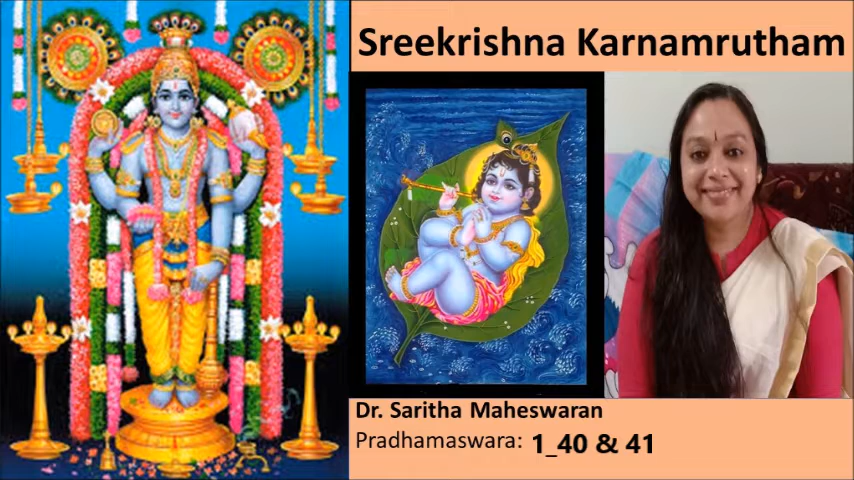 Sreekrishna Karnamrutham
Dr. Saritha Maheswaran
Pradhamaswara: 1_40 & 41